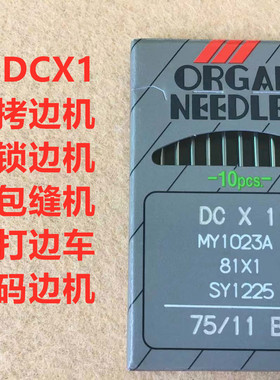 DCX1
拷边机
锁边机
包缝机
打边车
码边机
ORGAN
NEEDLE
-10pcs.-
DC X 1
MY1023A
81X1
SY1225
75/11 B